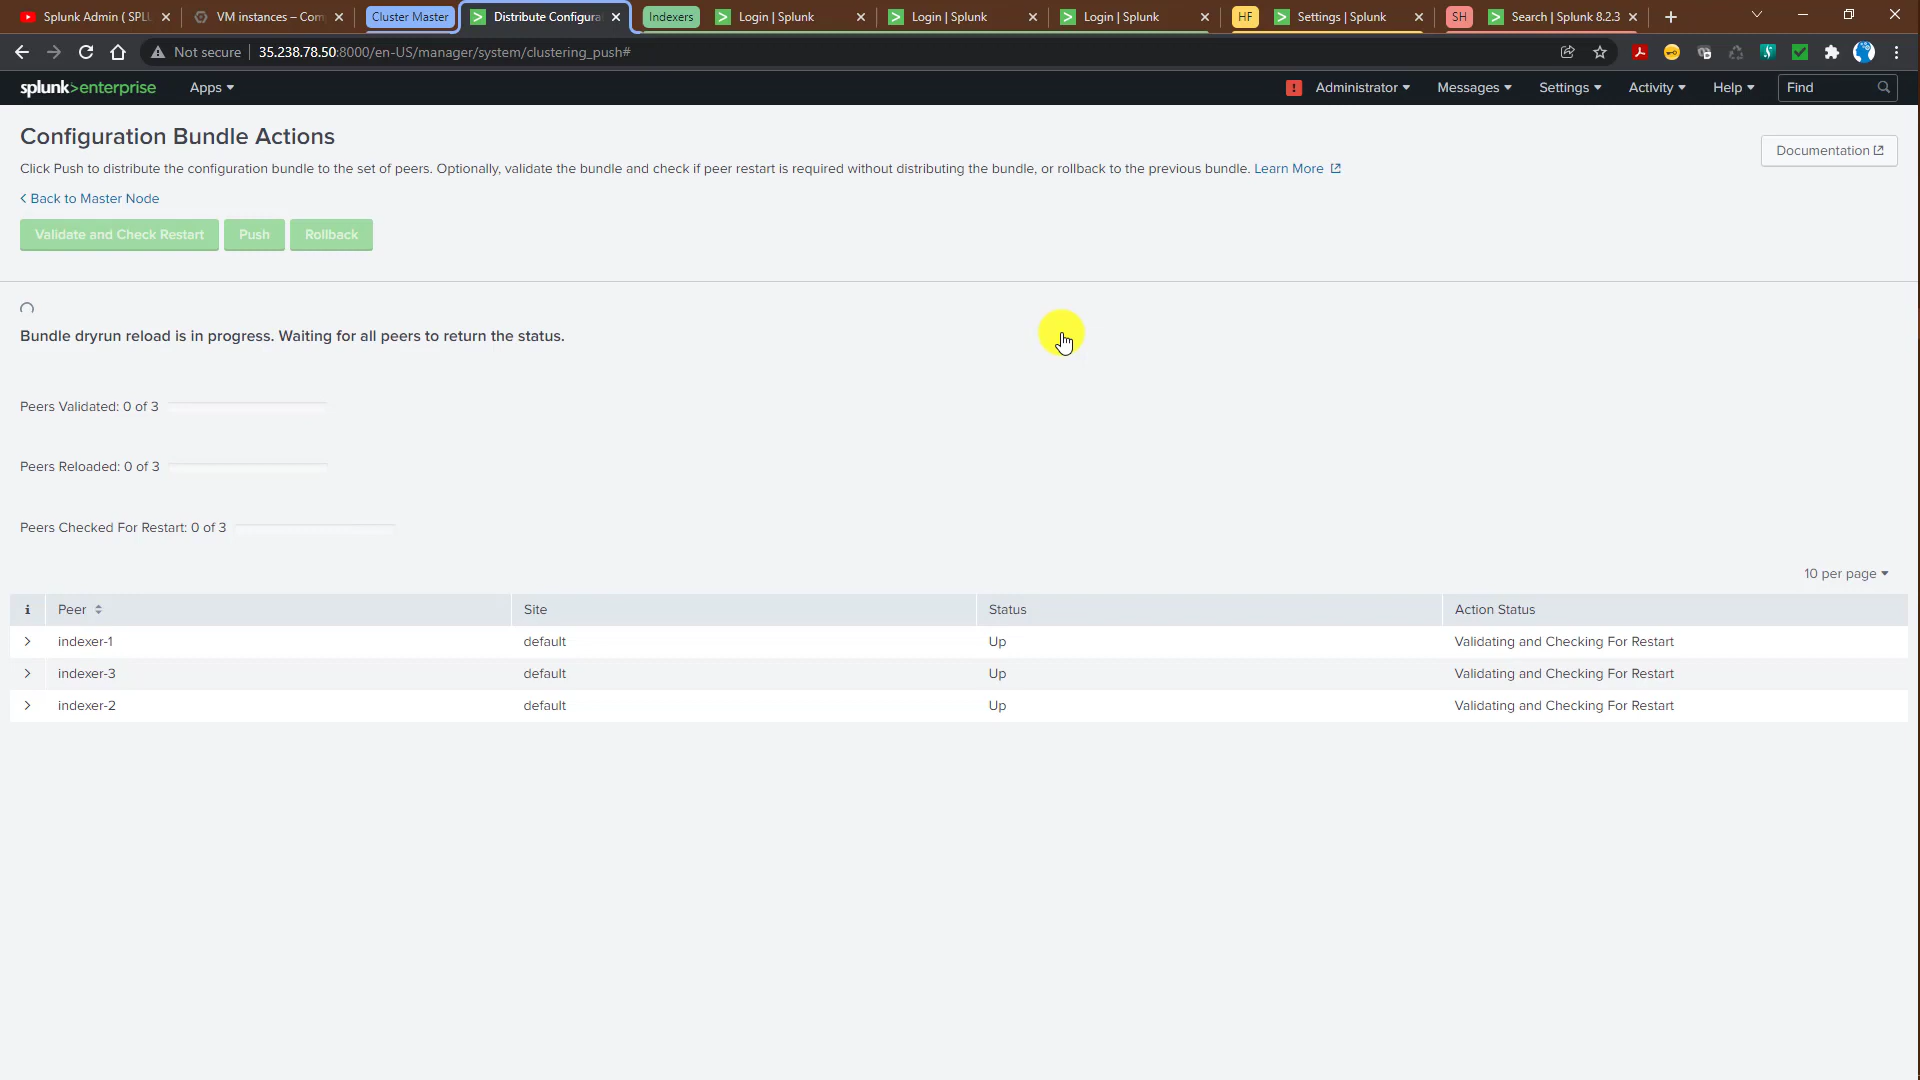 Splunk Admin ( SPLU
VM instances – Com
Cluster Master
Distribute Configura
Indexers
Login | Splunk
Login | Splunk
Login | Splunk
HF
Settings | Splunk
SH
Search | Splunk 8.2.3
Not secure
35.238.78.50:8000/en-US/manager/system/clustering_push#
splunk>enterprise
Apps
!
Administrator
Messages
Settings
Activity
Help
Find
Configuration Bundle Actions
Documentation
Click Push to distribute the configuration bundle to the set of peers. Optionally, validate the bundle and check if peer restart is required without distributing the bundle, or rollback to the previous bundle. Learn More
< Back to Master Node
Validate and Check Restart
Push
Rollback
Bundle dryrun reload is in progress. Waiting for all peers to return the status.
Peers Validated: 0 of 3
Peers Reloaded: 0 of 3
Peers Checked For Restart: 0 of 3
10 per page
i Peer Site Status Action Status
> indexer-1 default Up Validating and Checking For Restart
> indexer-3 default Up Validating and Checking For Restart
> indexer-2 default Up Validating and Checking For Restart